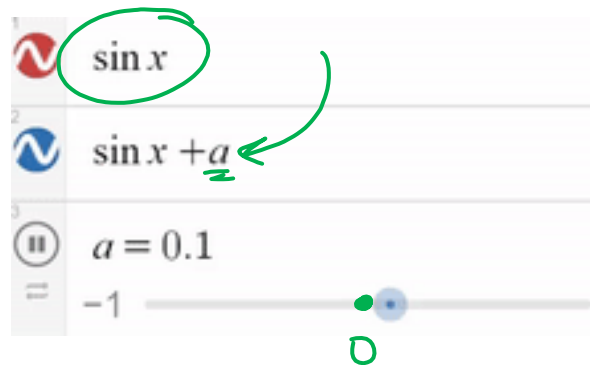 1
sin x
2
sin x + a
3
a = 0.1
−1
0